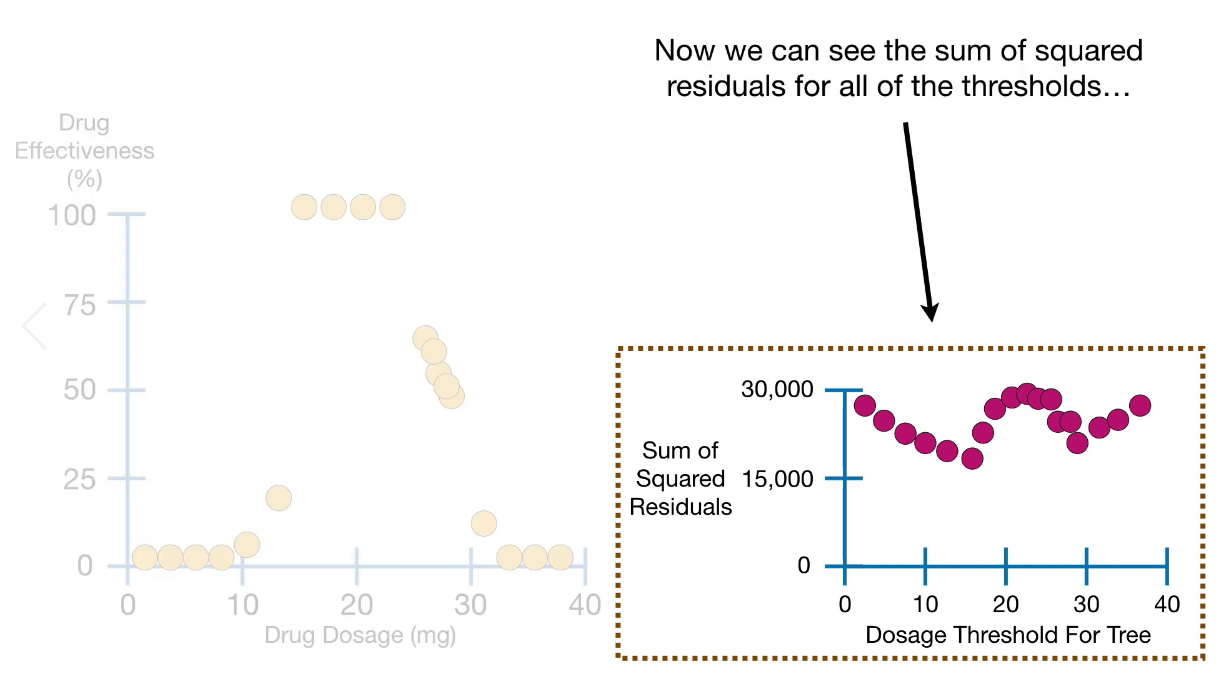 Now we can see the sum of squared
residuals for all of the thresholds…
Drug
Effectiveness
(%)
100
75
50
25
0
0
10
20
30
40
Drug Dosage (mg)
30,000
15,000
0
Sum of
Squared
Residuals
0
10
20
30
40
Dosage Threshold For Tree